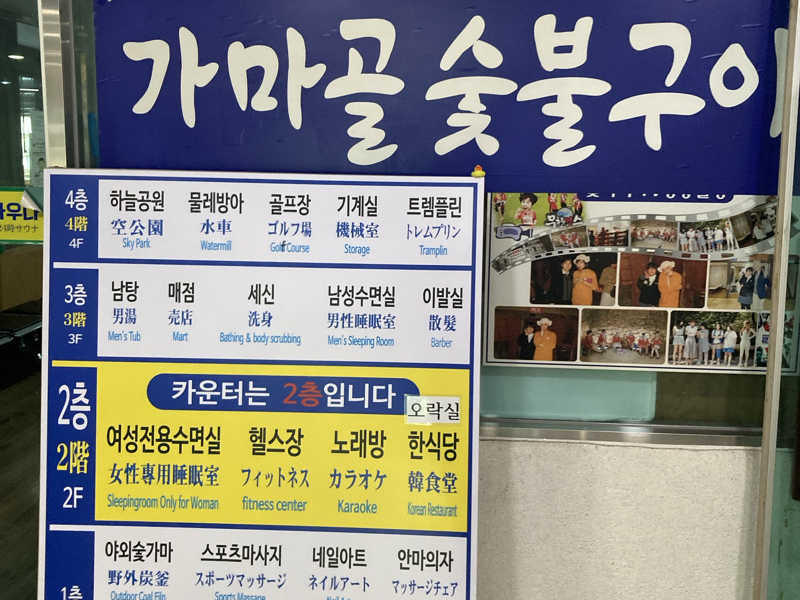 가마골 숯불구이
4층 하늘공원 물레방아 골프장 기계실 트렘플린
4階 空公園 水車 ゴルフ場 機械室 トレムプリン
4F Sky Park Watermill Golf Course Storage Tramplin
3층 남탕 매점 세신 남성수면실 이발실
3階 男湯 売店 洗身 男性睡眠室 散髮
3F Men's Tub Mart Bathing & body scrubbing Men's Sleeping Room Barber
카운터는 2층입니다
오락실
2층 여성전용수면실 헬스장 노래방 한식당
2階 女性専用睡眠室 フィットネス カラオケ 韓食堂
2F Sleepingroom Only for Woman fitness center Karaoke Korean Restaurant
1층 야외숯가마 스포츠마사지 네일아트 안마의자
野外炭釜 スポーツマッサージ ネイルアート マッサージチェア
Outdoor Coal Sports Massage